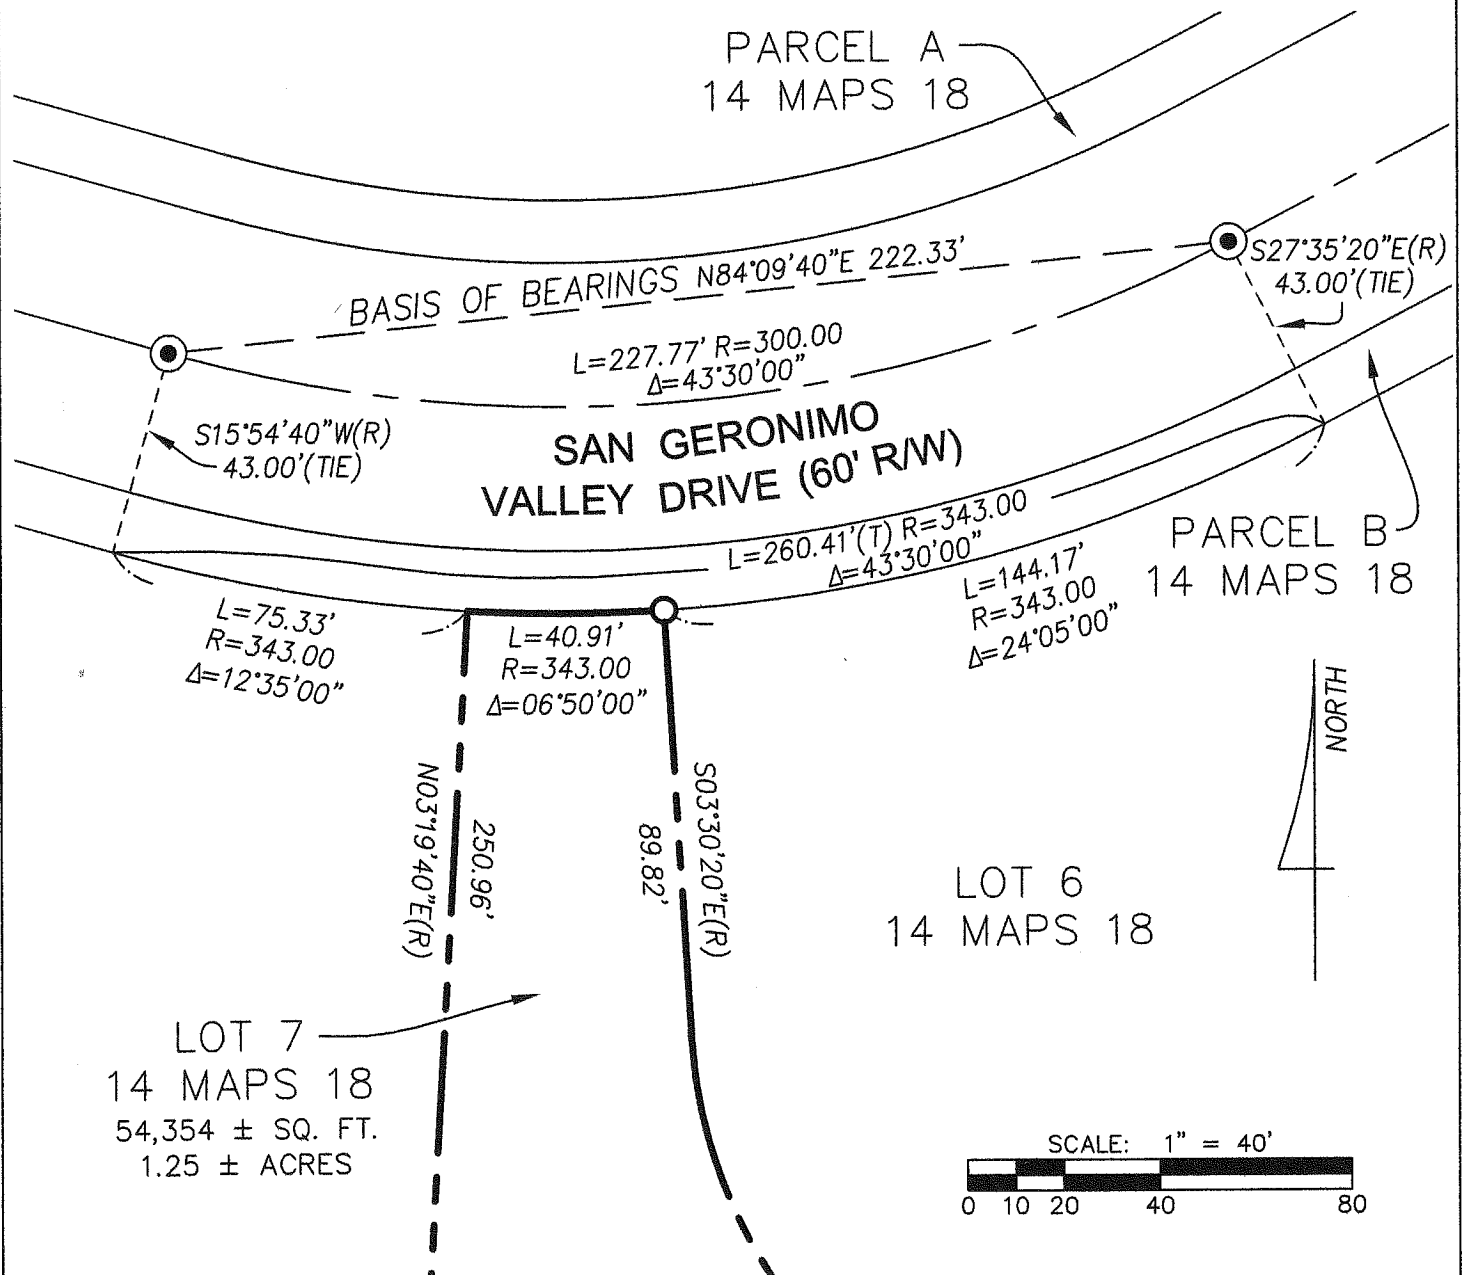 PARCEL A
14 MAPS 18
S27°35'20"E(R)
43.00'(TIE)
BASIS OF BEARINGS N84°09'40"E 222.33'
L=227.77' R=300.00
Δ=43°30'00"
S15°54'40"W(R)
43.00'(TIE)
SAN GERONIMO
VALLEY DRIVE (60' R/W)
L=260.41'(T) R=343.00
Δ=43°30'00"
PARCEL B
14 MAPS 18
L=144.17'
R=343.00
Δ=24°05'00"
L=75.33'
R=343.00
Δ=12°35'00"
L=40.91'
R=343.00
Δ=06°50'00"
NORTH
N03°19'40"E(R)
250.96'
S03°30'20"E(R)
89.82'
LOT 6
14 MAPS 18
LOT 7
14 MAPS 18
54,354 ± SQ. FT.
1.25 ± ACRES
SCALE: 1" = 40'
0 10 20 40 80